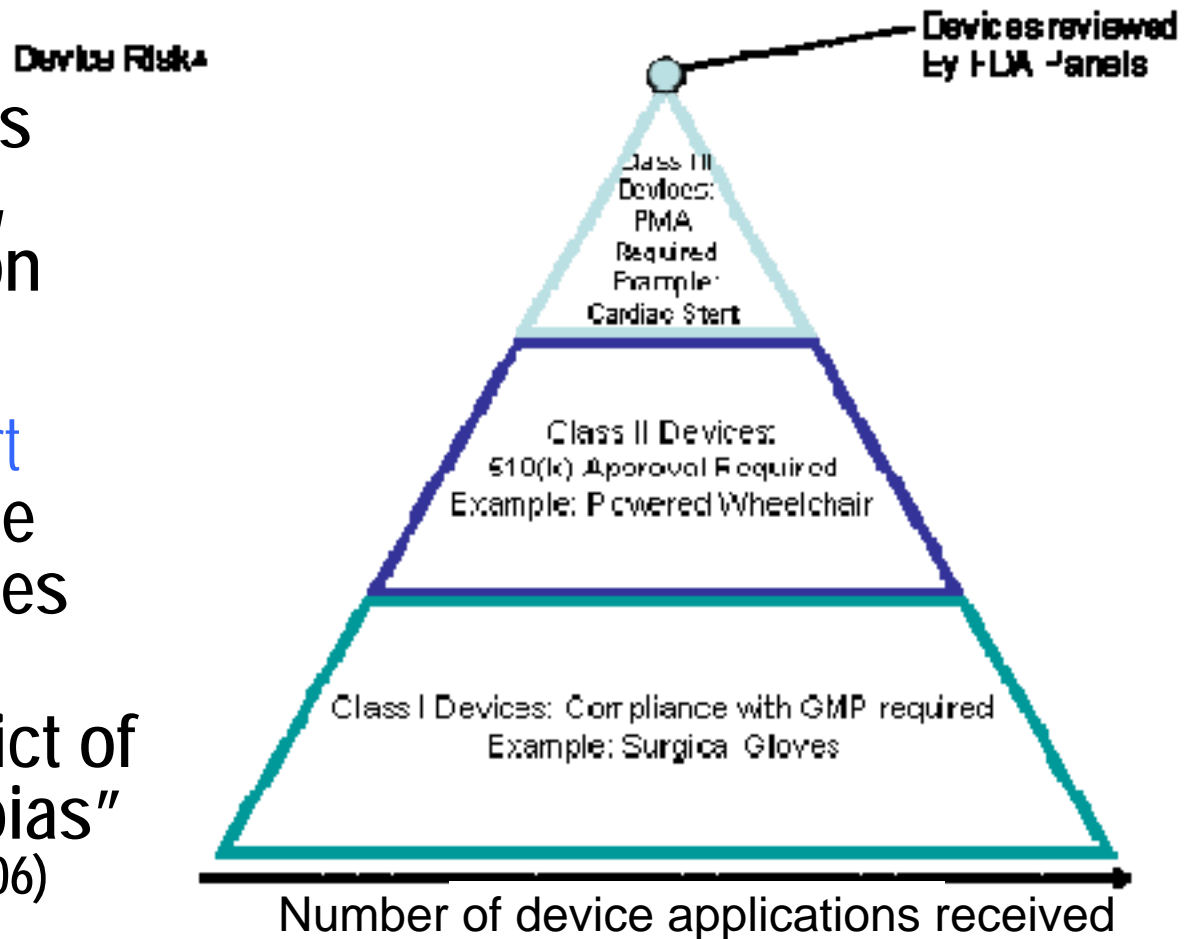 Device Risk
Devices reviewed
by FDA Panels
s
,
on
rt
e
es
ict of
bias"
06)
Class III
Devices:
PMA
Required
Example:
Cardiac Stent
Class II Devices:
510(k) Approval Required
Example: Powered Wheelchair
Class I Devices: Compliance with GMP required
Example: Surgical Gloves
Number of device applications received